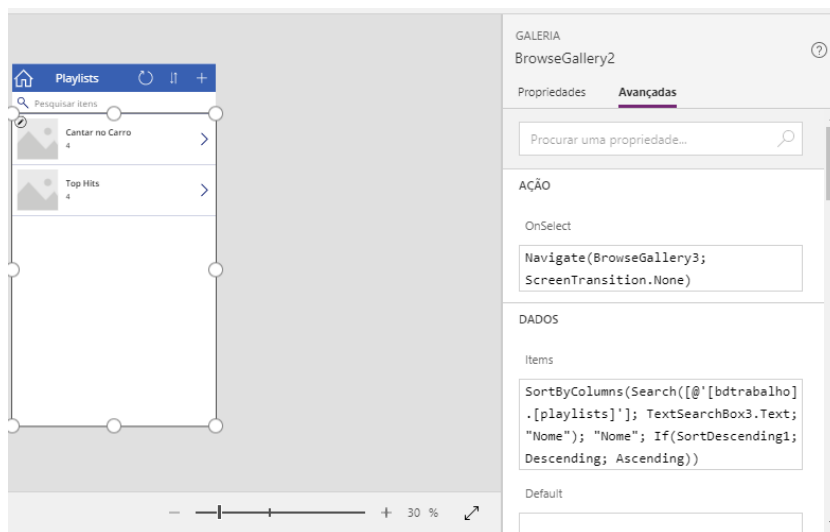 Playlists
Pesquisar itens
Cantar no Carro
4
Top Hits
4
30 %
GALERIA
BrowseGallery2
?
Propriedades Avançadas
Procurar uma propriedade...
AÇÃO
OnSelect
Navigate(BrowseGallery3;
ScreenTransition.None)
DADOS
Items
SortByColumns(Search([@'[bdtrabalho]
.[playlists]']; TextSearchBox3.Text;
"Nome"); "Nome"; If(SortDescending1;
Descending; Ascending))
Default